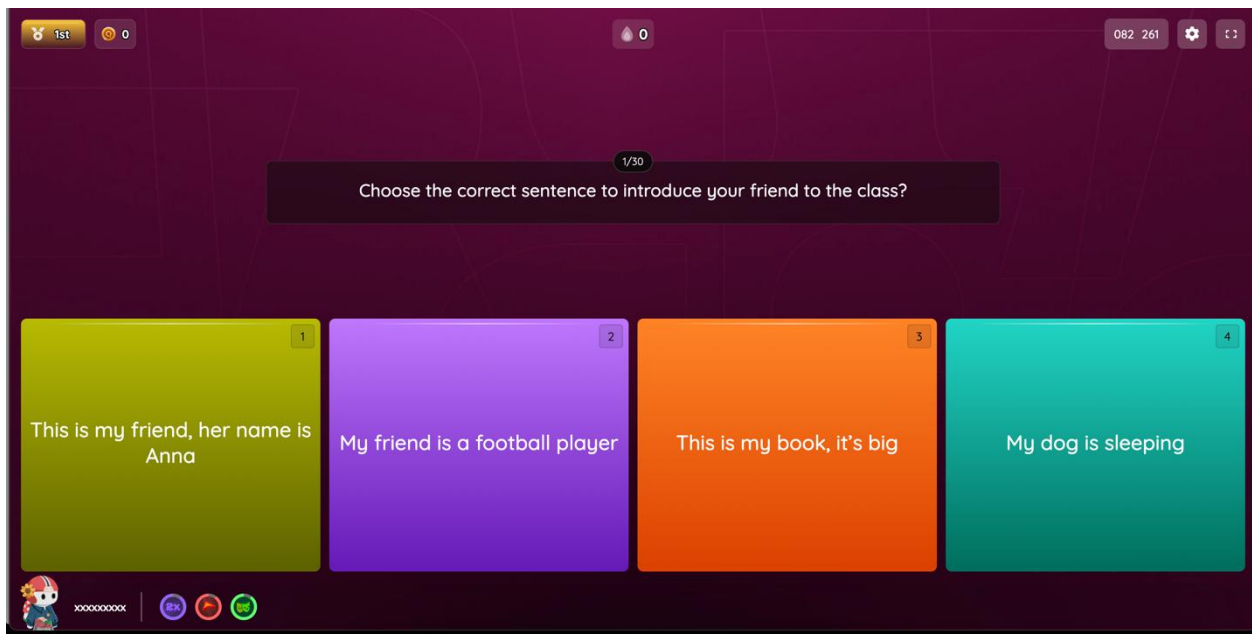 1st
0
0
082 261
1/30
Choose the correct sentence to introduce your friend to the class?
1
2
3
4
This is my friend, her name is
Anna
My friend is a football player
This is my book, it's big
My dog is sleeping
xxxxxxxxx
2x